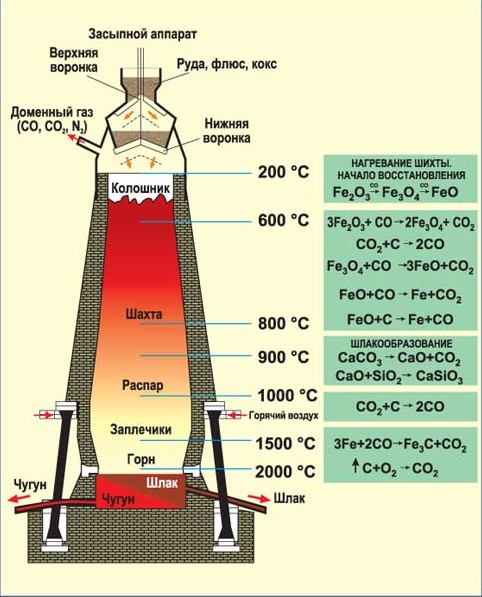 Засыпной аппарат
Верхняя
воронка
Руда, флюс, кокс
Доменный газ
(CO, CO₂, N₂)
Нижняя
воронка
Колошник
200 °C
600 °C
Шахта
800 °C
900 °C
Распар
1000 °C
Горячий воздух
Заплечики
1500 °C
Горн
2000 °C
Чугун
Шлак
Чугун
Шлак
НАГРЕВАНИЕ ШИХТЫ.
НАЧАЛО ВОССТАНОВЛЕНИЯ
Fe₂O₃ CO→ Fe₃O₄ CO→ FeO
3Fe₂O₃+ CO→2Fe₃O₄+ CO₂
CO₂+C → 2CO
Fe₃O₄+CO →3FeO+CO₂
FeO+CO→ Fe+CO₂
FeO+C→ Fe+CO
ШЛАКООБРАЗОВАНИЕ
CaCO₃→ CaO+CO₂
CaO+SiO₂→ CaSiO₃
CO₂+C → 2CO
3Fe+2CO→Fe₃C+CO₂
↑C+O₂→CO₂